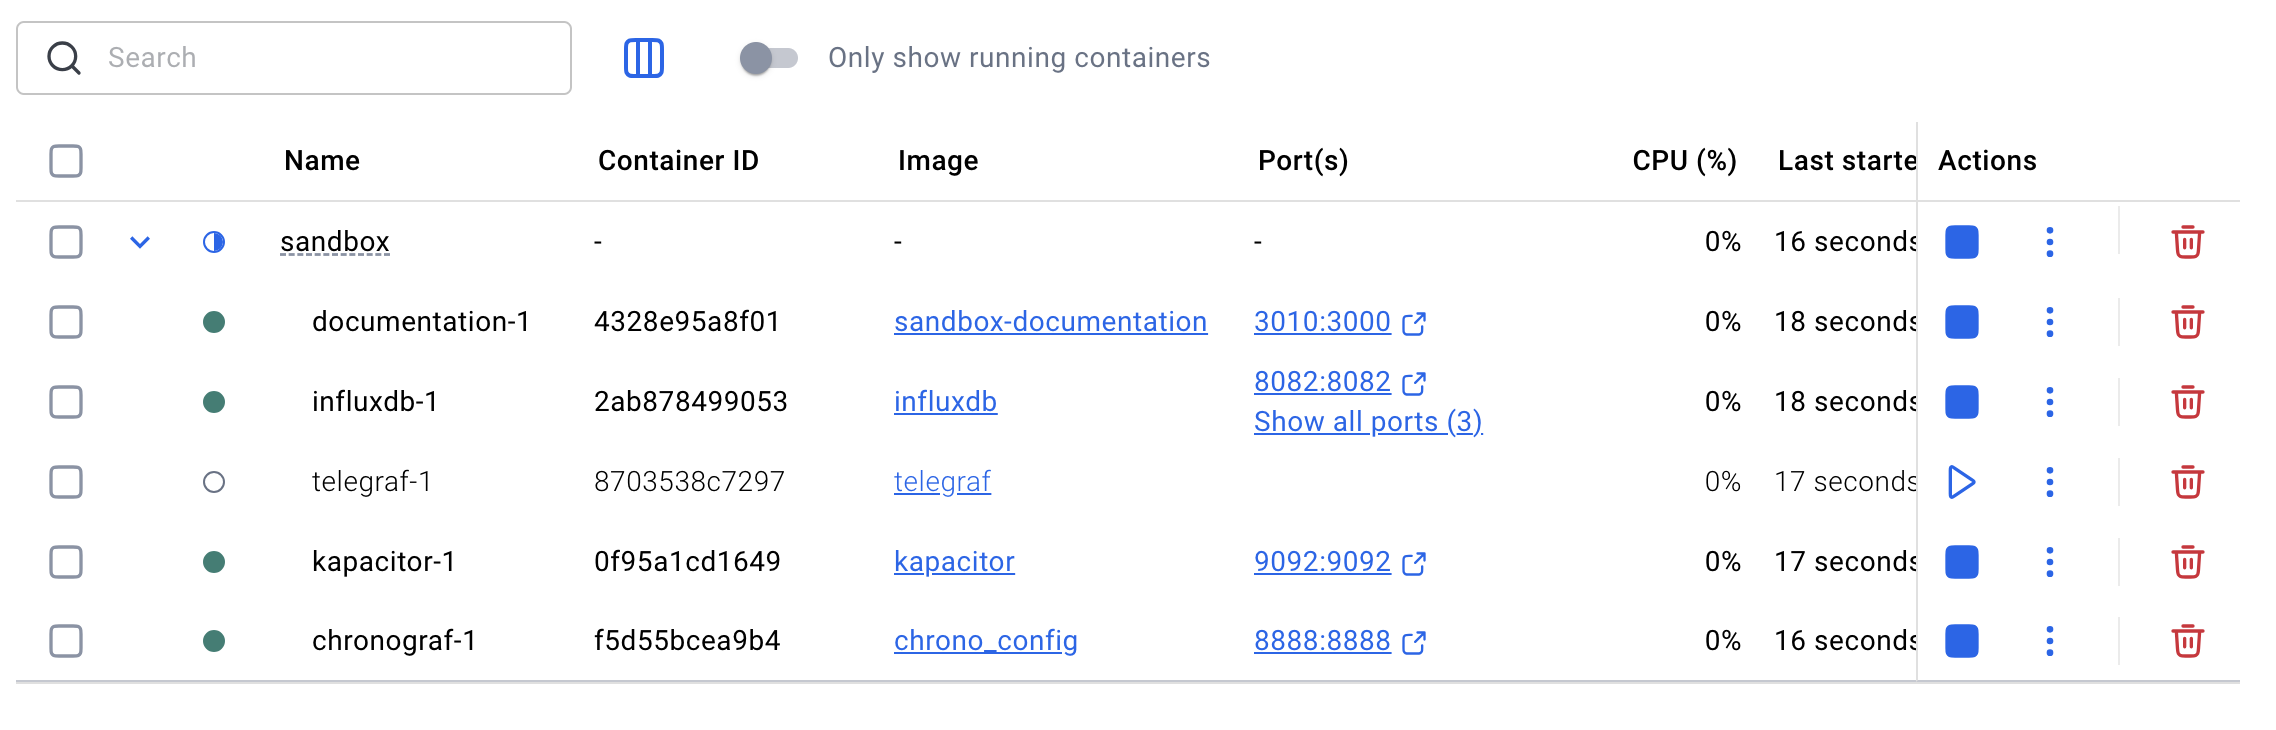 Search
Only show running containers
Name Container ID Image Port(s) CPU (%) Last starte Actions
sandbox - - - 0% 16 seconds
documentation-1 4328e95a8f01 sandbox-documentation 3010:3000 0% 18 seconds
influxdb-1 2ab878499053 influxdb 8082:8082 0% 18 seconds
Show all ports (3)
telegraf-1 8703538c7297 telegraf 0% 17 seconds
kapacitor-1 0f95a1cd1649 kapacitor 9092:9092 0% 17 seconds
chronograf-1 f5d55bcea9b4 chrono_config 8888:8888 0% 16 seconds